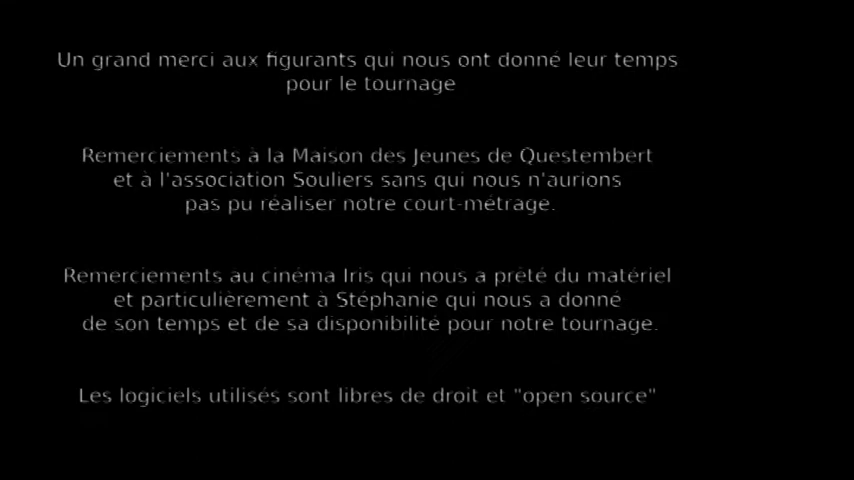 Un grand merci aux figurants qui nous ont donné leur temps
pour le tournage
Remerciements à la Maison des Jeunes de Questembert
et à l'association Souliers sans qui nous n'aurions
pas pu réaliser notre court-métrage.
Remerciements au cinéma Iris qui nous a prêté du matériel
et particulièrement à Stéphanie qui nous a donné
de son temps et de sa disponibilité pour notre tournage.
Les logiciels utilisés sont libres de droit et "open source"